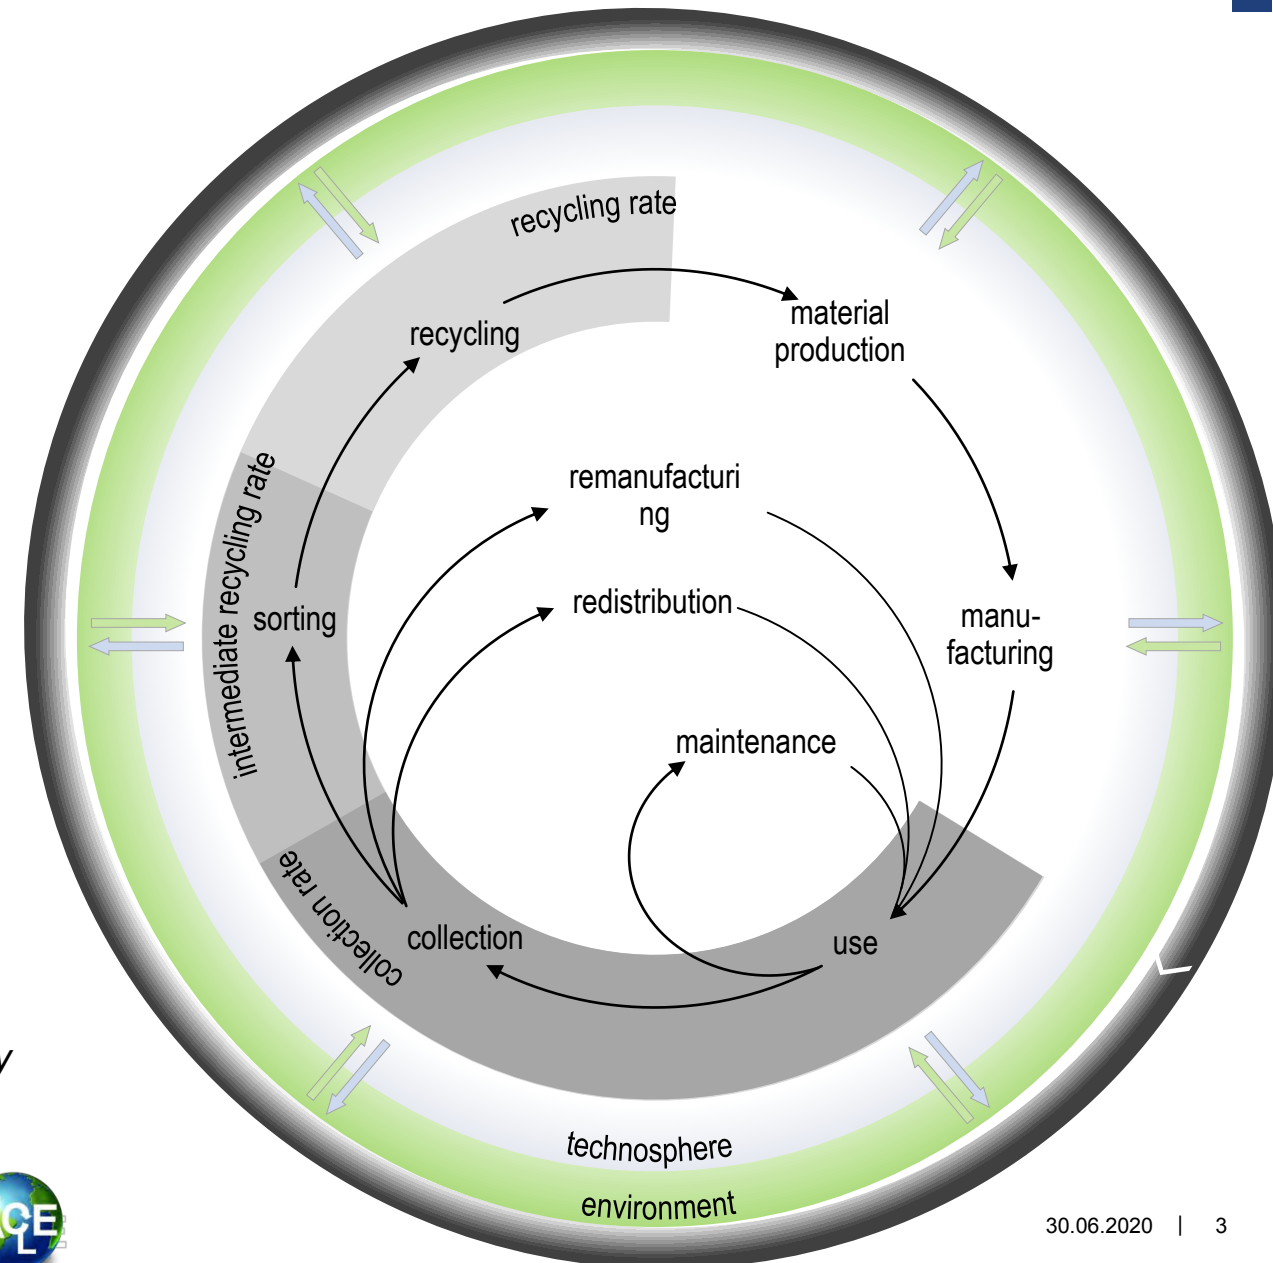 recycling rate
recycling
material
production
remanufacturi
ng
intermediate recycling rate
sorting
redistribution
manu-
facturing
maintenance
collection rate
collection
use
technosphere
environment
30.06.2020 | 3